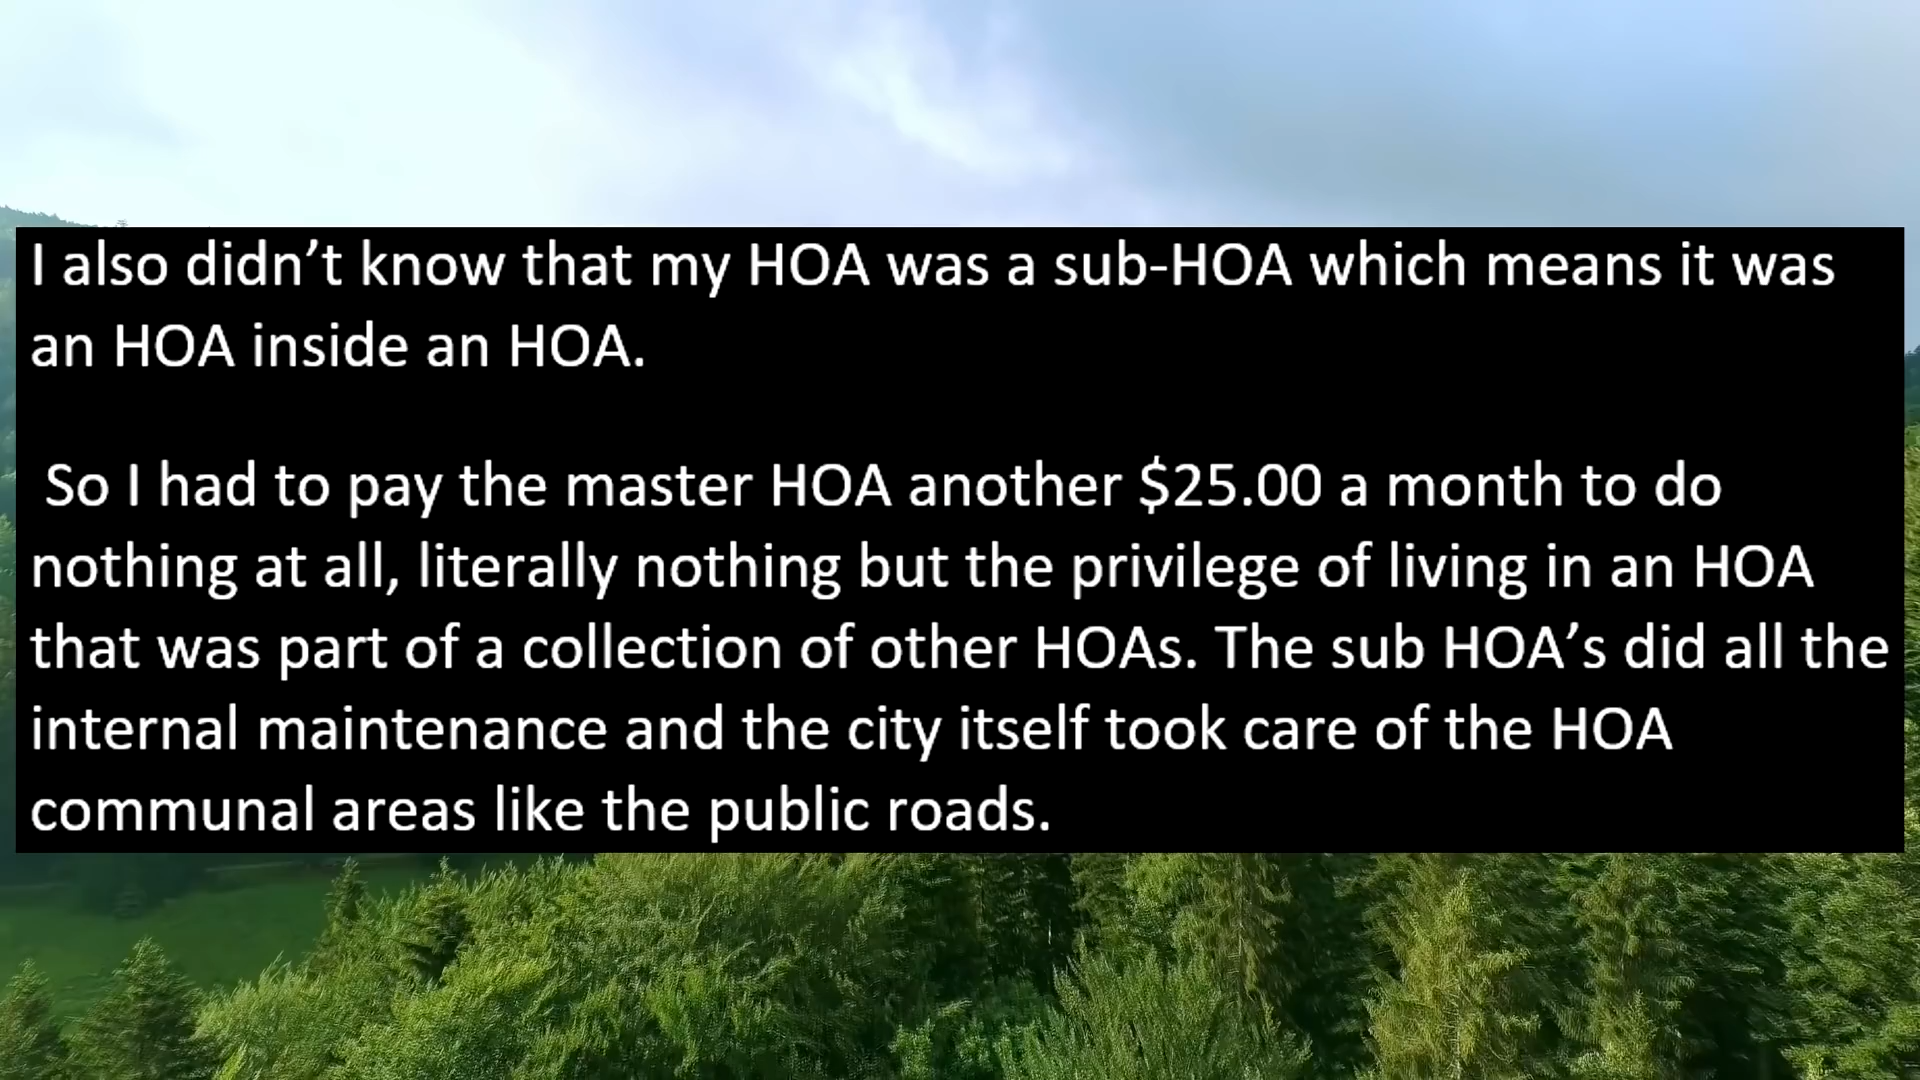 I also didn’t know that my HOA was a sub-HOA which means it was
an HOA inside an HOA.
So I had to pay the master HOA another $25.00 a month to do
nothing at all, literally nothing but the privilege of living in an HOA
that was part of a collection of other HOAs. The sub HOA’s did all the
internal maintenance and the city itself took care of the HOA
communal areas like the public roads.